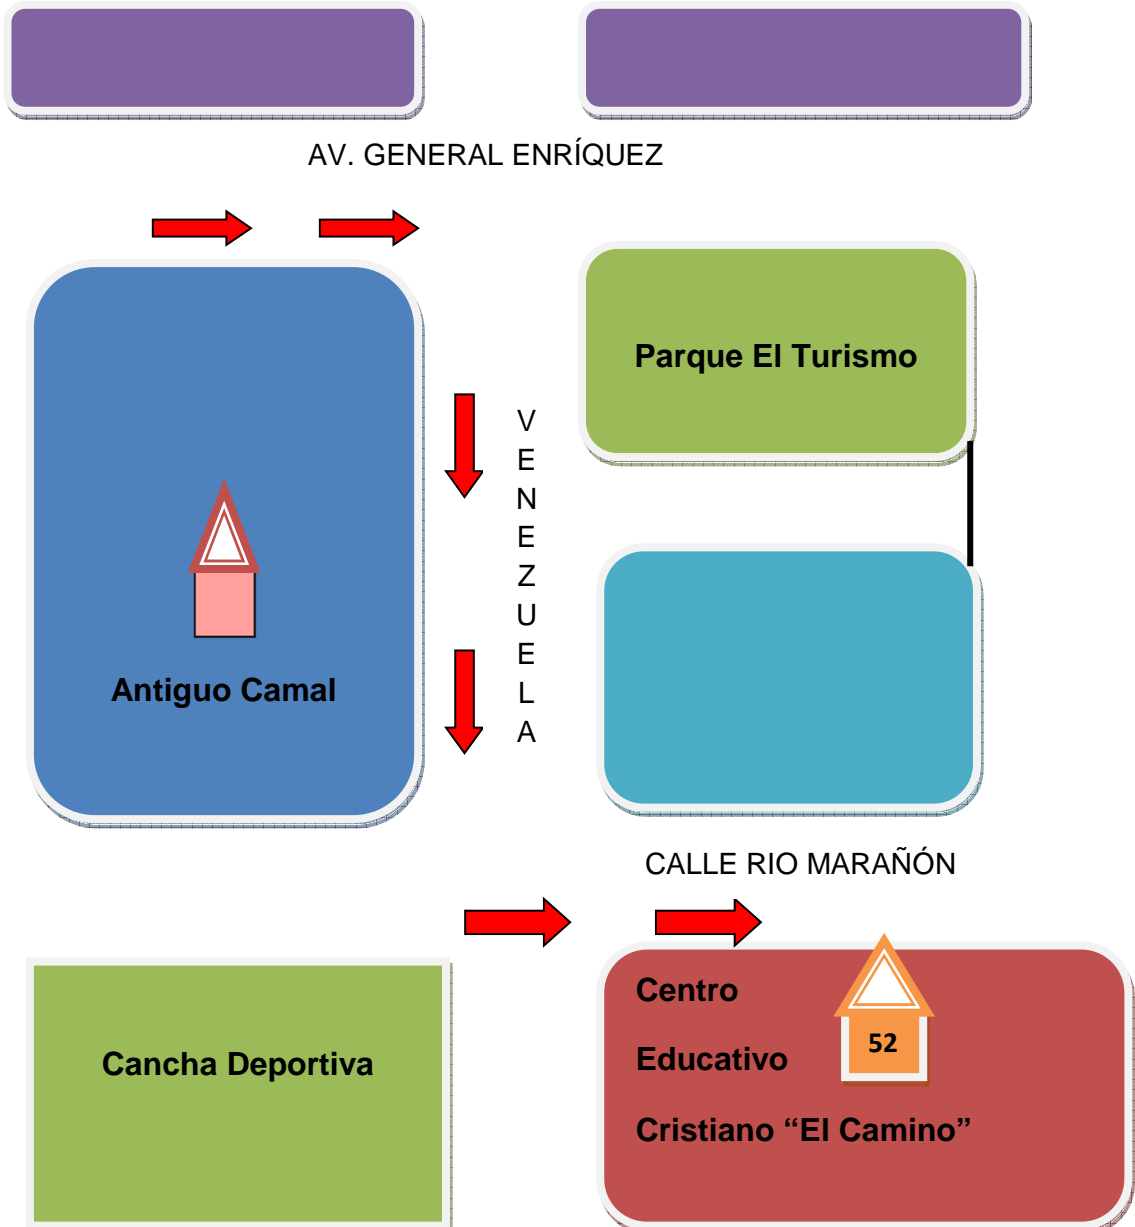 AV. GENERAL ENRÍQUEZ
Parque El Turismo
V
E
N
E
Z
U
E
L
A
Antiguo Camal
CALLE RIO MARAÑÓN
Cancha Deportiva
Centro
Educativo
52
Cristiano “El Camino”